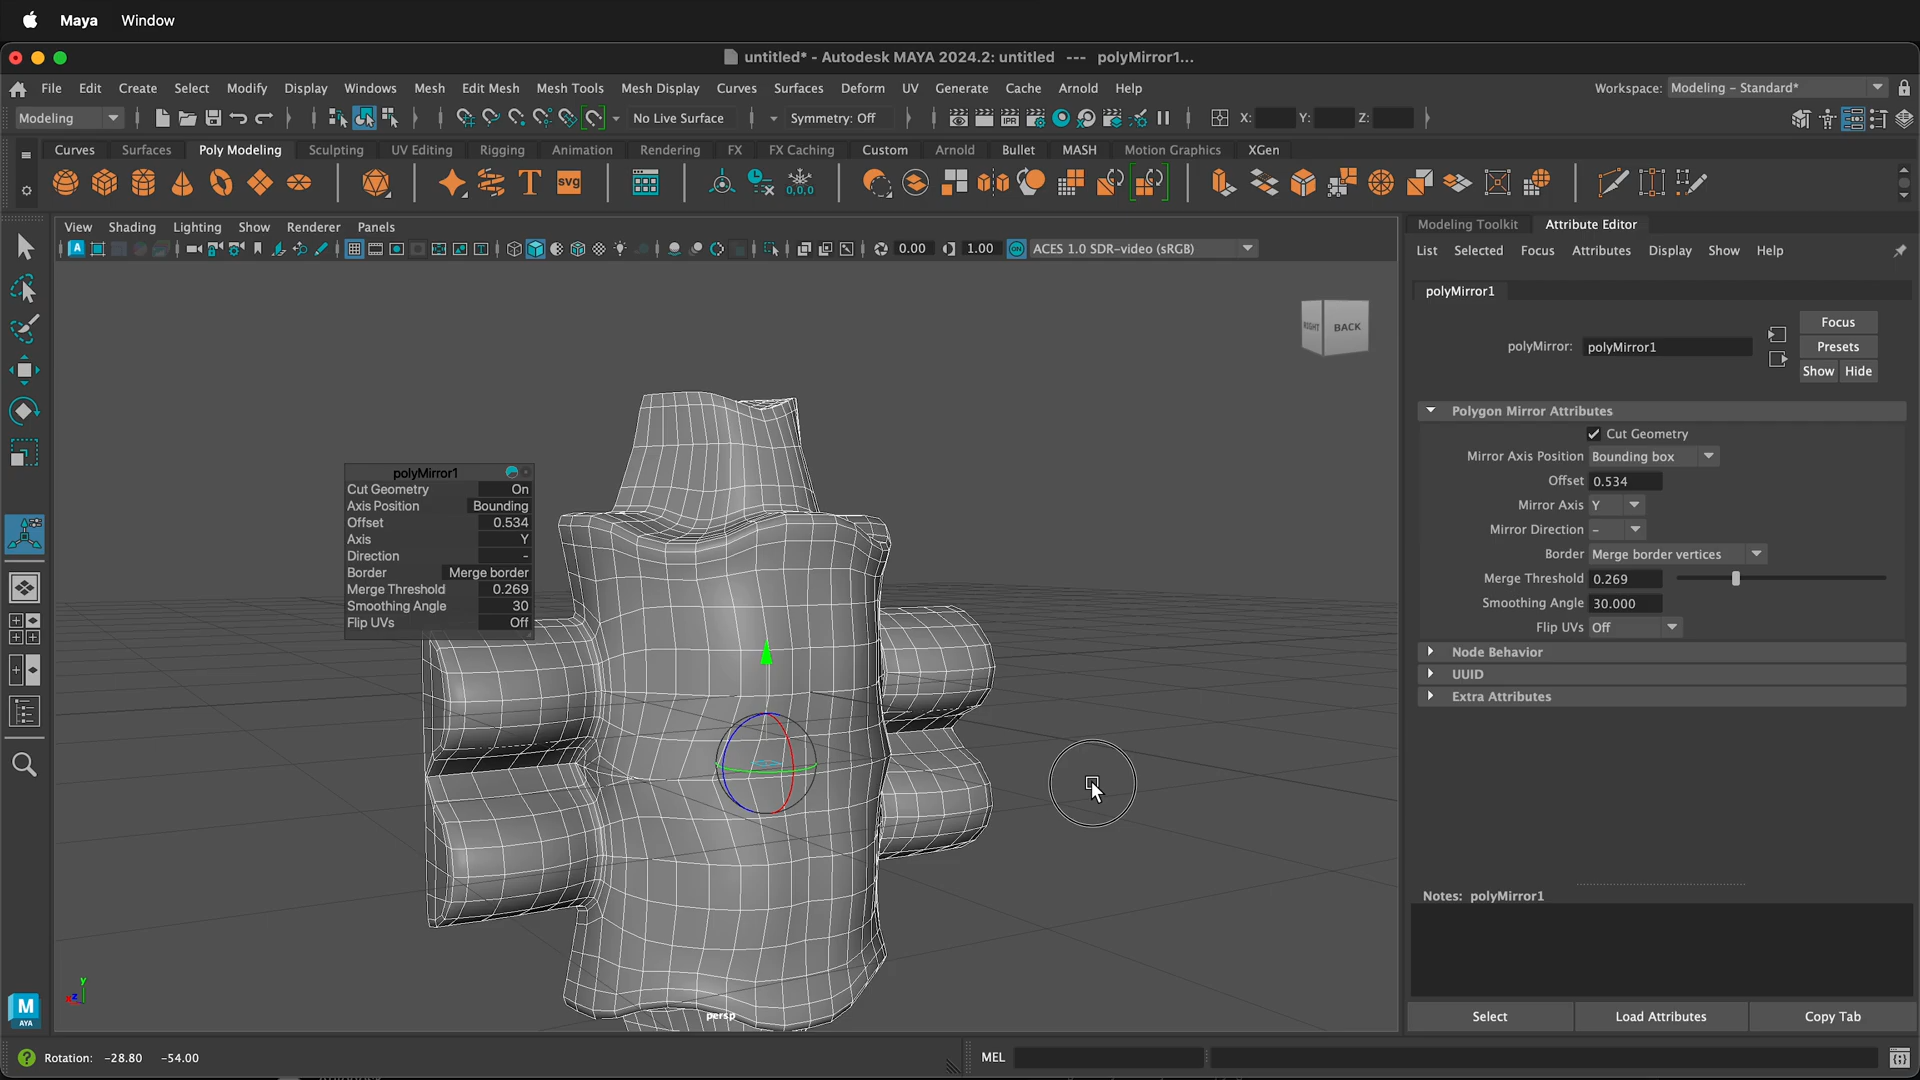 Maya Window
untitled* - Autodesk MAYA 2024.2: untitled --- polyMirror1...
File Edit Create Select Modify Display Windows Mesh Edit Mesh Mesh Tools Mesh Display Curves Surfaces Deform UV Generate Cache Arnold Help Workspace: Modeling - Standard*
Modeling No Live Surface Symmetry: Off X: Y: Z:
Curves Surfaces Poly Modeling Sculpting UV Editing Rigging Animation Rendering FX FX Caching Custom Arnold Bullet MASH Motion Graphics XGen
T svg 0,0,0
View Shading Lighting Show Renderer Panels
0.00 1.00 ON ACES 1.0 SDR-video (sRGB)
Modeling Toolkit Attribute Editor
List Selected Focus Attributes Display Show Help
polyMirror1
polyMirror: polyMirror1
Focus
Presets
Show Hide
Polygon Mirror Attributes
Cut Geometry
Mirror Axis Position Bounding box
Offset 0.534
Mirror Axis Y
Mirror Direction -
Border Merge border vertices
Merge Threshold 0.269
Smoothing Angle 30.000
Flip UVs Off
Node Behavior
UUID
Extra Attributes
RIGHT BACK
polyMirror1
Cut Geometry On
Axis Position Bounding
Offset 0.534
Axis Y
Direction -
Border Merge border
Merge Threshold 0.269
Smoothing Angle 30
Flip UVs Off
y
x z
persp
Notes: polyMirror1
Select Load Attributes Copy Tab
M
AYA
Rotation: -28.80 -54.00 MEL